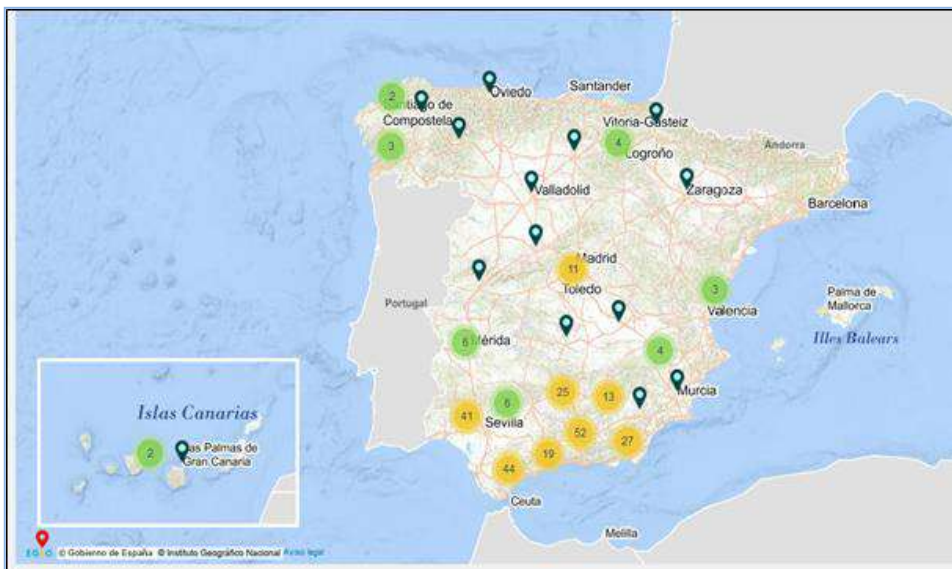 2
Oviedo
Santander
Santiago de
Compostela
Vitoria-Gasteiz
3
4
Logroño
Andorra
Valladolid
Zaragoza
Barcelona
Madrid
11
Toledo
3
Valencia
Palma de
Mallorca
Illes Balears
Portugal
6
Mérida
4
Murcia
25
13
6
41
Sevilla
52
27
19
44
Ceuta
Melilla
Islas Canarias
2
Las Palmas de
Gran Canaria
© Gobierno de España © Instituto Geográfico Nacional Aviso legal